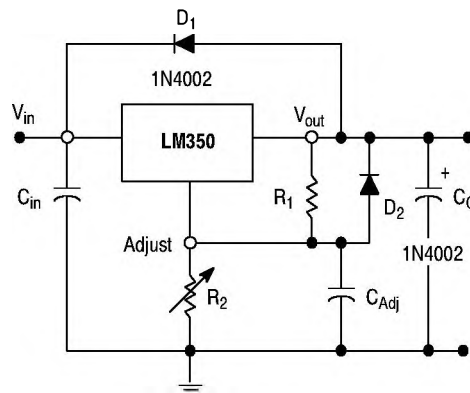 D1
1N4002
Vin
Vout
LM350
Cin
R1
D2
+
CO
1N4002
Adjust
R2
CAdj